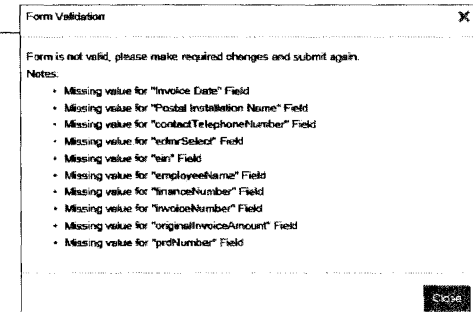 Form Validation X
Form is not valid, please make required changes and submit again.
Notes:
• Missing value for "Invoice Date" Field
• Missing value for "Postal Installation Name" Field
• Missing value for "contactTelephoneNumber" Field
• Missing value for "edmrSelect" Field
• Missing value for "ein" Field
• Missing value for "employeeName" Field
• Missing value for "financeNumber" Field
• Missing value for "invoiceNumber" Field
• Missing value for "originalInvoiceAmount" Field
• Missing value for "prdNumber" Field
Close